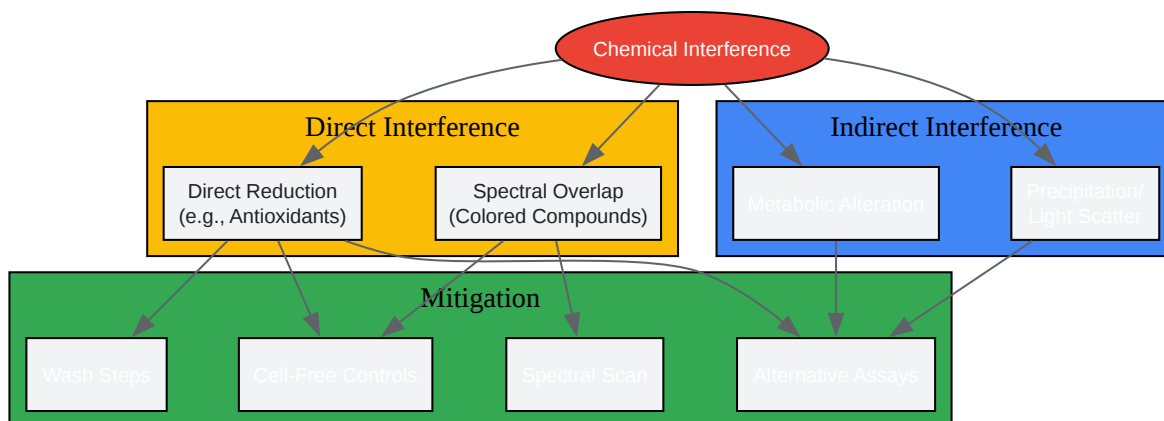 Chemical Interference
Direct Interference
Indirect Interference
Direct Reduction
(e.g., Antioxidants)
Spectral Overlap
(Colored Compounds)
Metabolic Alteration
Precipitation/
Light Scatter
Mitigation
Wash Steps
Cell-Free Controls
Spectral Scan
Alternative Assays